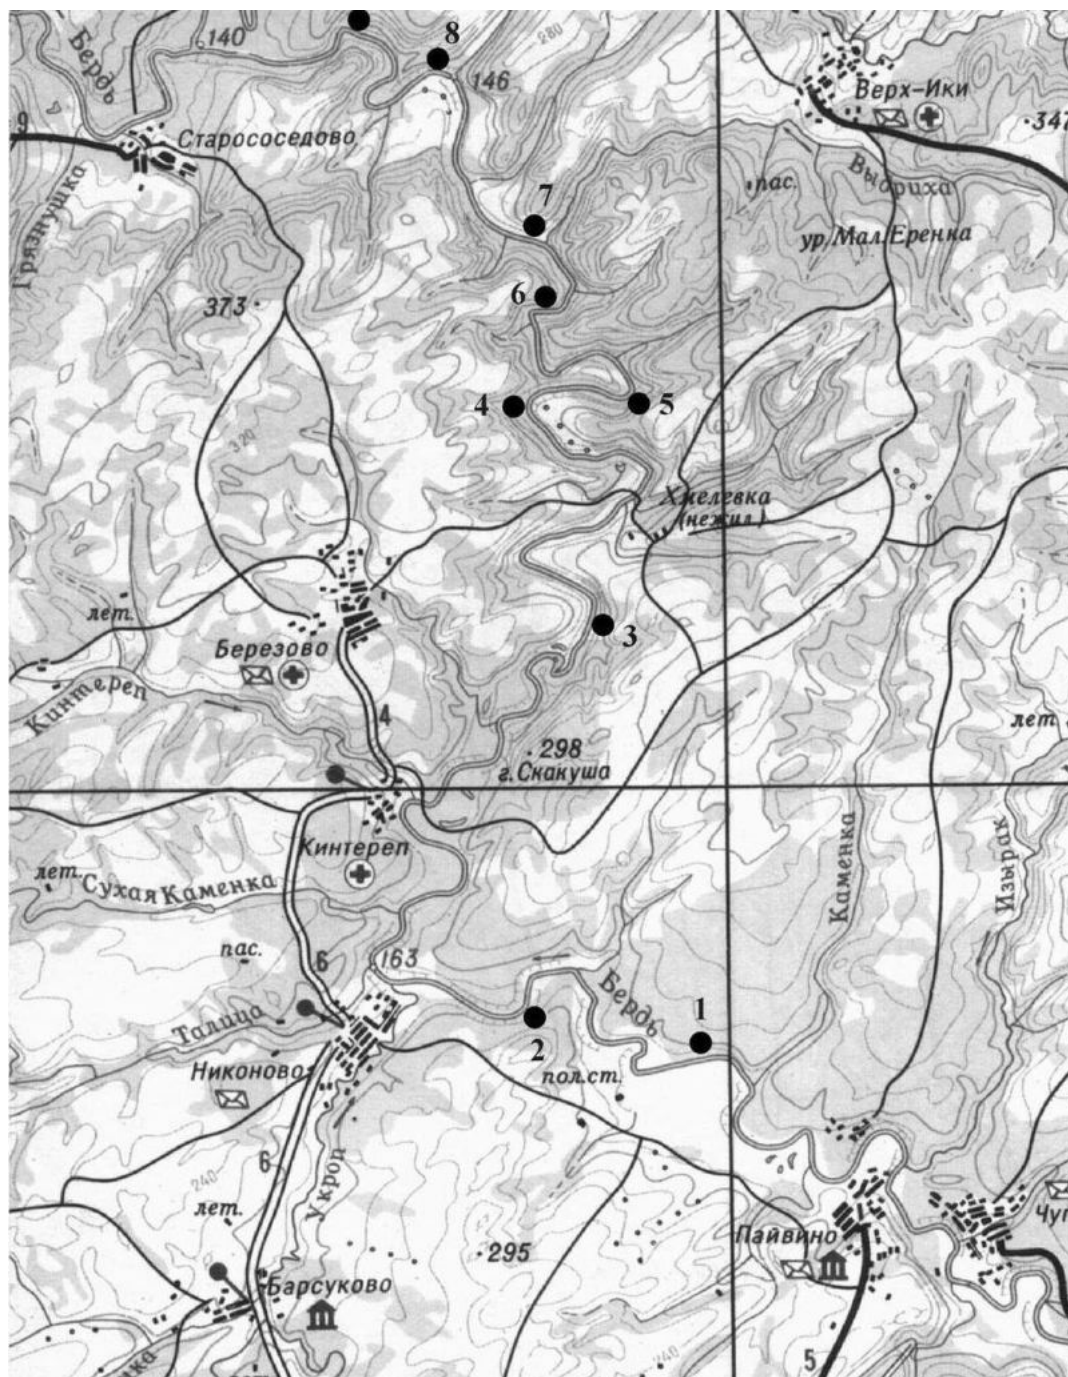 8
140
280
Бердь
146
Верх-Ики
9
347
Старососедово
Выдриха
пас.
Грязнушка
7
ур. Мал. Еренка
6
373
4
5
320
Хмелевка
(нежил.)
лет.
3
Березово
Кинтереп
4
лет.
298
г. Скакуша
Кинтереп
лет.
Сухая Каменка
Каменка
Изырак
пас.
6
163
Бердь
1
Талица
2
Никоново
пол.ст.
6
240
Укроп
лет.
Пайвино
Чуп
295
Барсуково
240
5